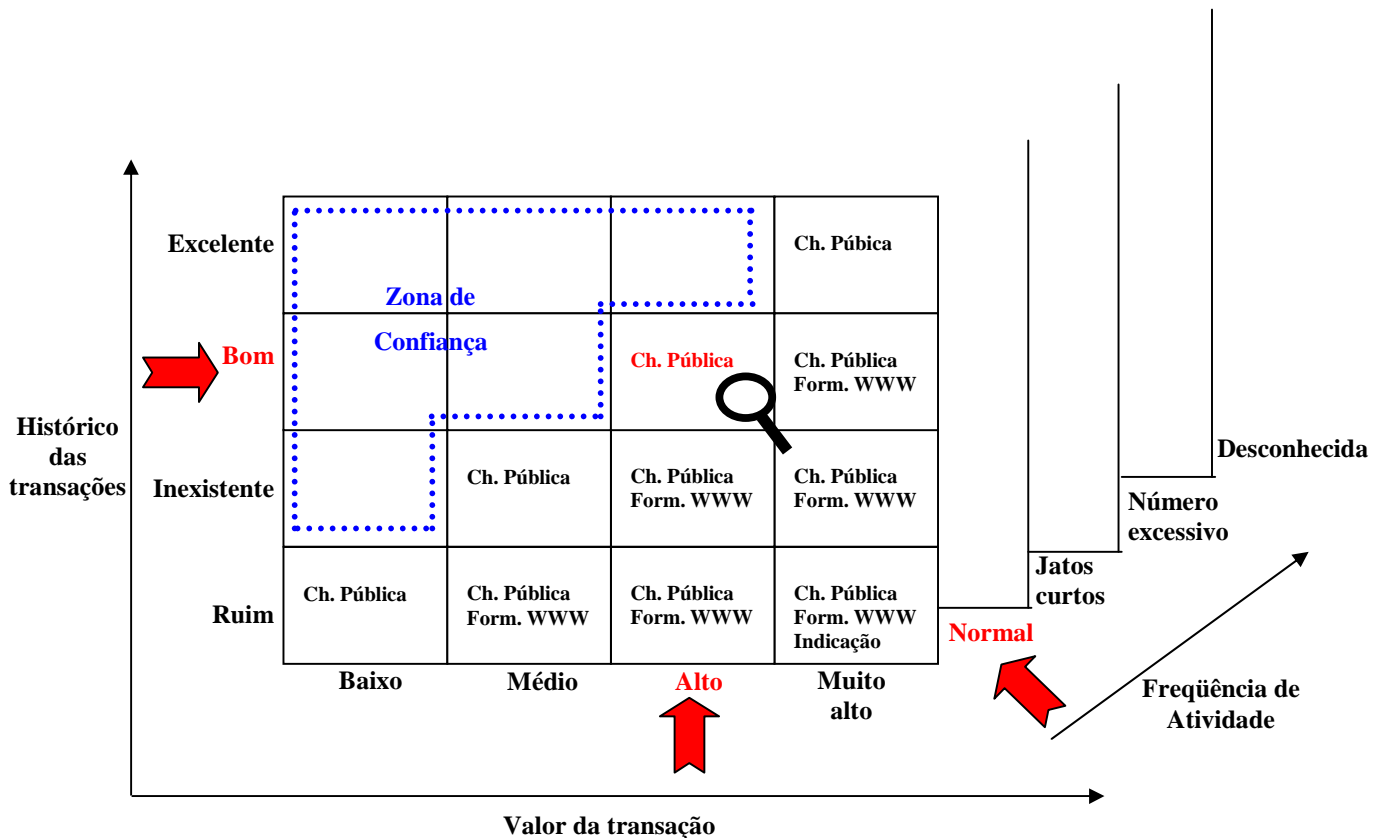 Excelente
Ch. Púbica
Zona de
Confiança
Bom
Ch. Pública
Ch. Pública
Form. WWW
Histórico
das
transações
Inexistente
Ch. Pública
Ch. Pública
Form. WWW
Ch. Pública
Form. WWW
Desconhecida
Número
excessivo
Jatos
curtos
Ruim
Ch. Pública
Ch. Pública
Form. WWW
Ch. Pública
Form. WWW
Ch. Pública
Form. WWW
Indicação
Normal
Baixo
Médio
Alto
Muito
alto
Freqüência de
Atividade
Valor da transação